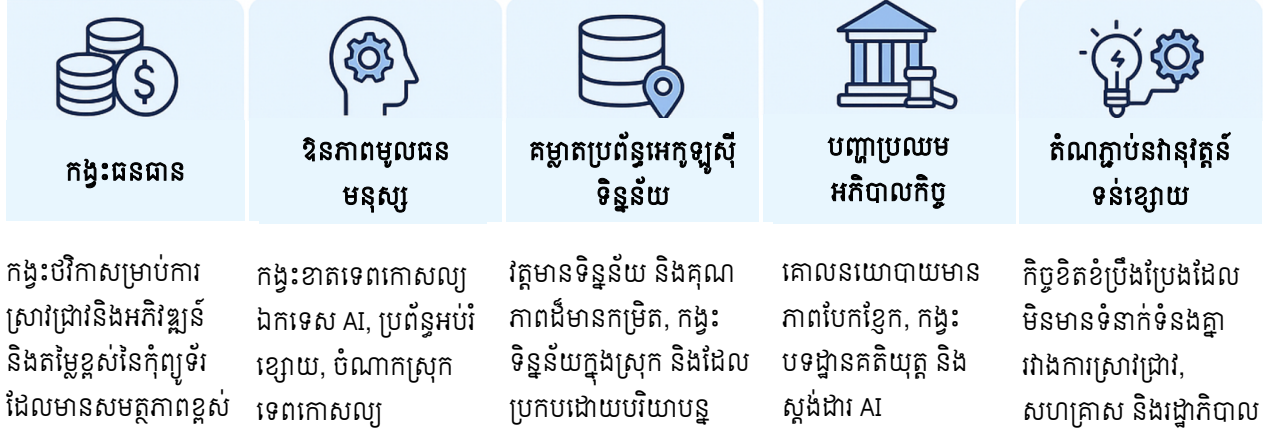 $
កង្វះធនធាន
ឱនភាពមូលធន
មនុស្ស
គម្លាតប្រព័ន្ធអេកូឡូស៊ី
ទិន្នន័យ
បញ្ហាប្រឈម
អភិបាលកិច្ច
តំណភ្ជាប់នវានុវត្តន៍
ទន់ខ្សោយ
កង្វះថវិកាសម្រាប់ការ
ស្រាវជ្រាវនិងអភិវឌ្ឍន៍
និងតម្លៃខ្ពស់នៃកុំព្យូទ័រ
ដែលមានសមត្ថភាពខ្ពស់
កង្វះខាតទេពកោសល្យ
ឯកទេស AI, ប្រព័ន្ធអប់រំ
ខ្សោយ, ចំណាកស្រុក
ទេពកោសល្យ
វត្តមានទិន្នន័យ និងគុណ
ភាពដ៏មានកម្រិត, កង្វះ
ទិន្នន័យក្នុងស្រុក និងដែល
ប្រកបដោយបរិយាបន្ន
គោលនយោបាយមាន
ភាពបែកខ្ញែក, កង្វះ
បទដ្ឋានគតិយុត្ត និង
ស្តង់ដារ AI
កិច្ចខិតខំប្រឹងប្រែងដែល
មិនមានទំនាក់ទំនងគ្នា
រវាងការស្រាវជ្រាវ,
សហគ្រាស និងរដ្ឋាភិបាល